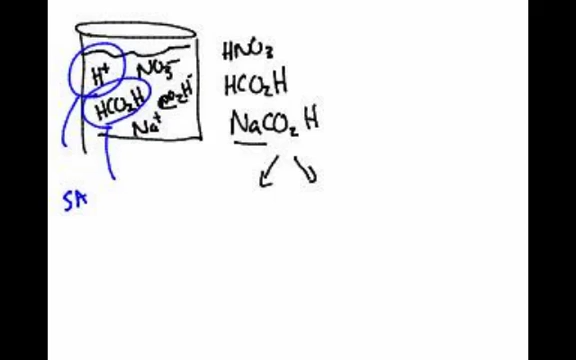 H⁺ NO₃⁻
HCO₂H CO₂H⁻
Na⁺
HNO₃
HCO₂H
NaCO₂H
SA